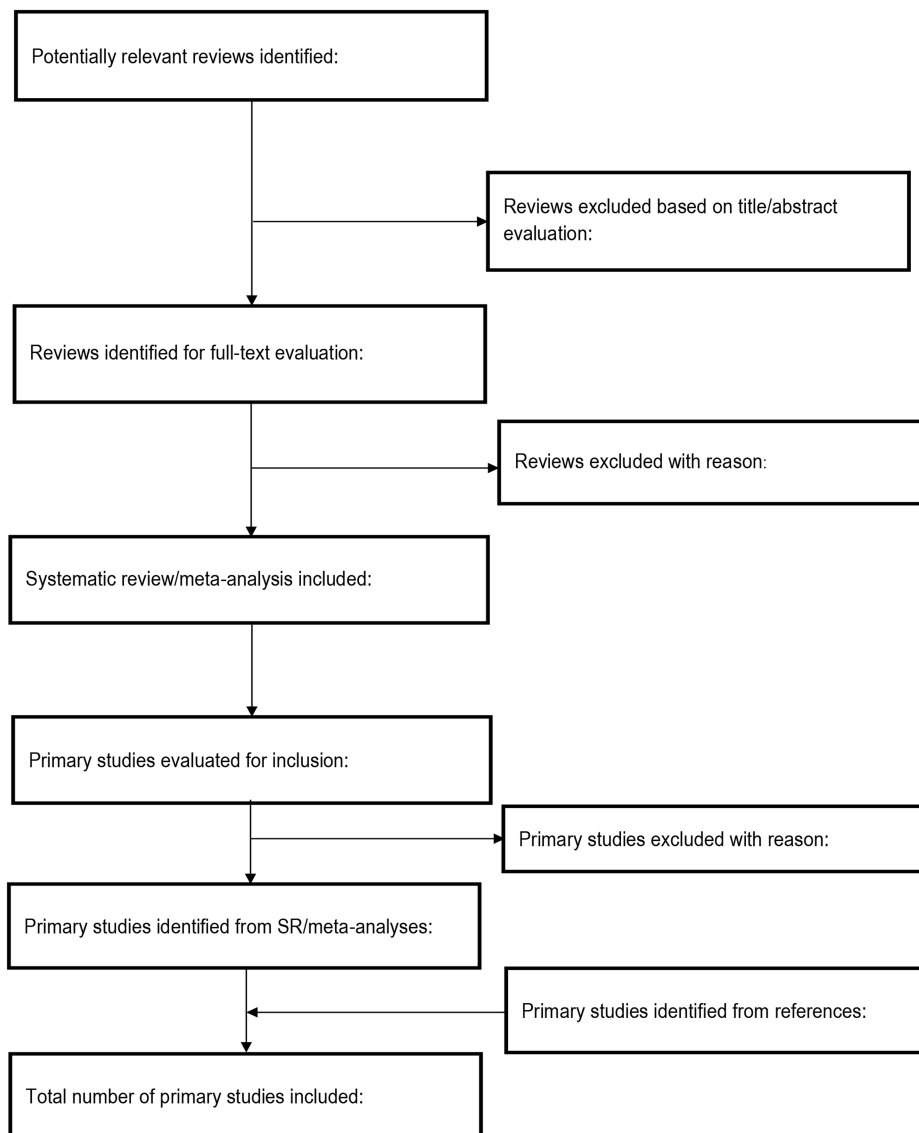 Potentially relevant reviews identified:
Reviews excluded based on title/abstract
evaluation:
Reviews identified for full-text evaluation:
Reviews excluded with reason:
Systematic review/meta-analysis included:
Primary studies evaluated for inclusion:
Primary studies excluded with reason:
Primary studies identified from SR/meta-analyses:
Primary studies identified from references:
Total number of primary studies included: